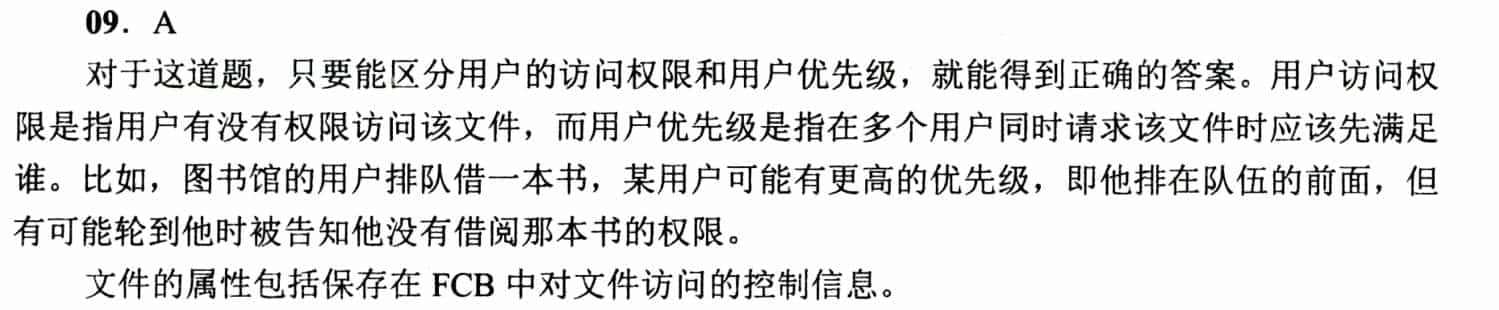 09. A
对于这道题，只要能区分用户的访问权限和用户优先级，就能得到正确的答案。用户访问权
限是指用户有没有权限访问该文件，而用户优先级是指在多个用户同时请求该文件时应该先满足
谁。比如，图书馆的用户排队借一本书，某用户可能有更高的优先级，即他排在队伍的前面，但
有可能轮到他时被告知他没有借阅那本书的权限。
文件的属性包括保存在 FCB 中对文件访问的控制信息。